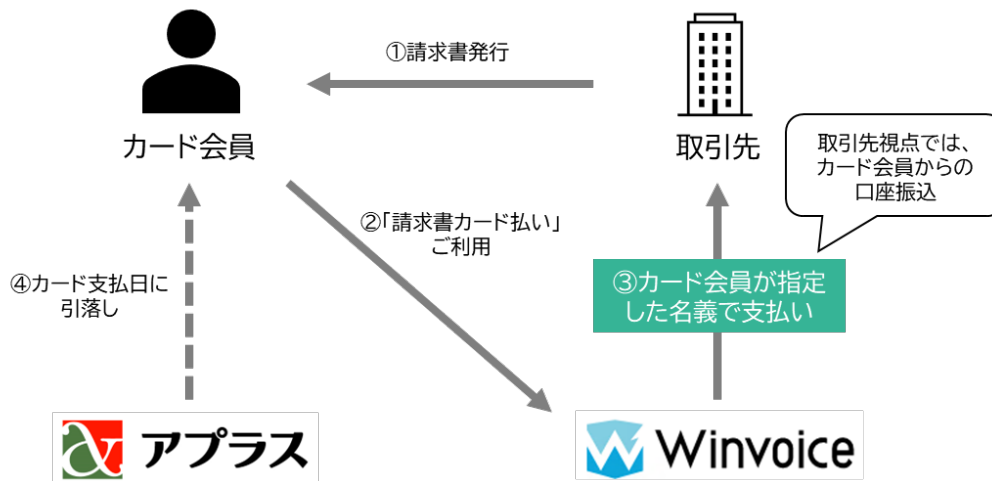 ①請求書発行
カード会員
取引先
取引先視点では、
カード会員からの
口座振込
②「請求書カード払い」
ご利用
③カード会員が指定
した名義で支払い
④カード支払日に
引落し
アプラス
Winvoice